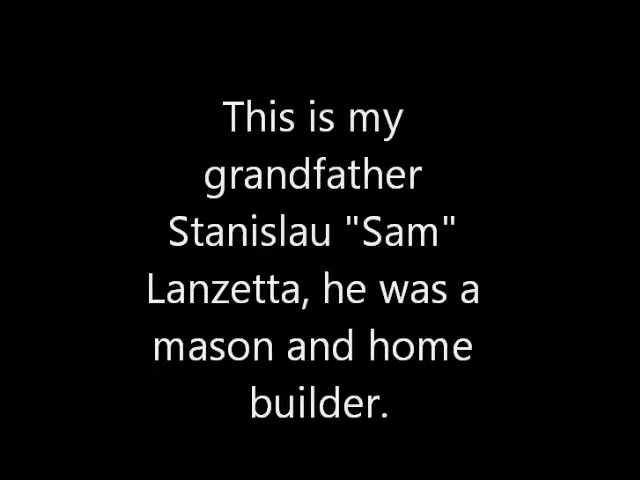 This is my
grandfather
Stanislau "Sam"
Lanzetta, he was a
mason and home
builder.